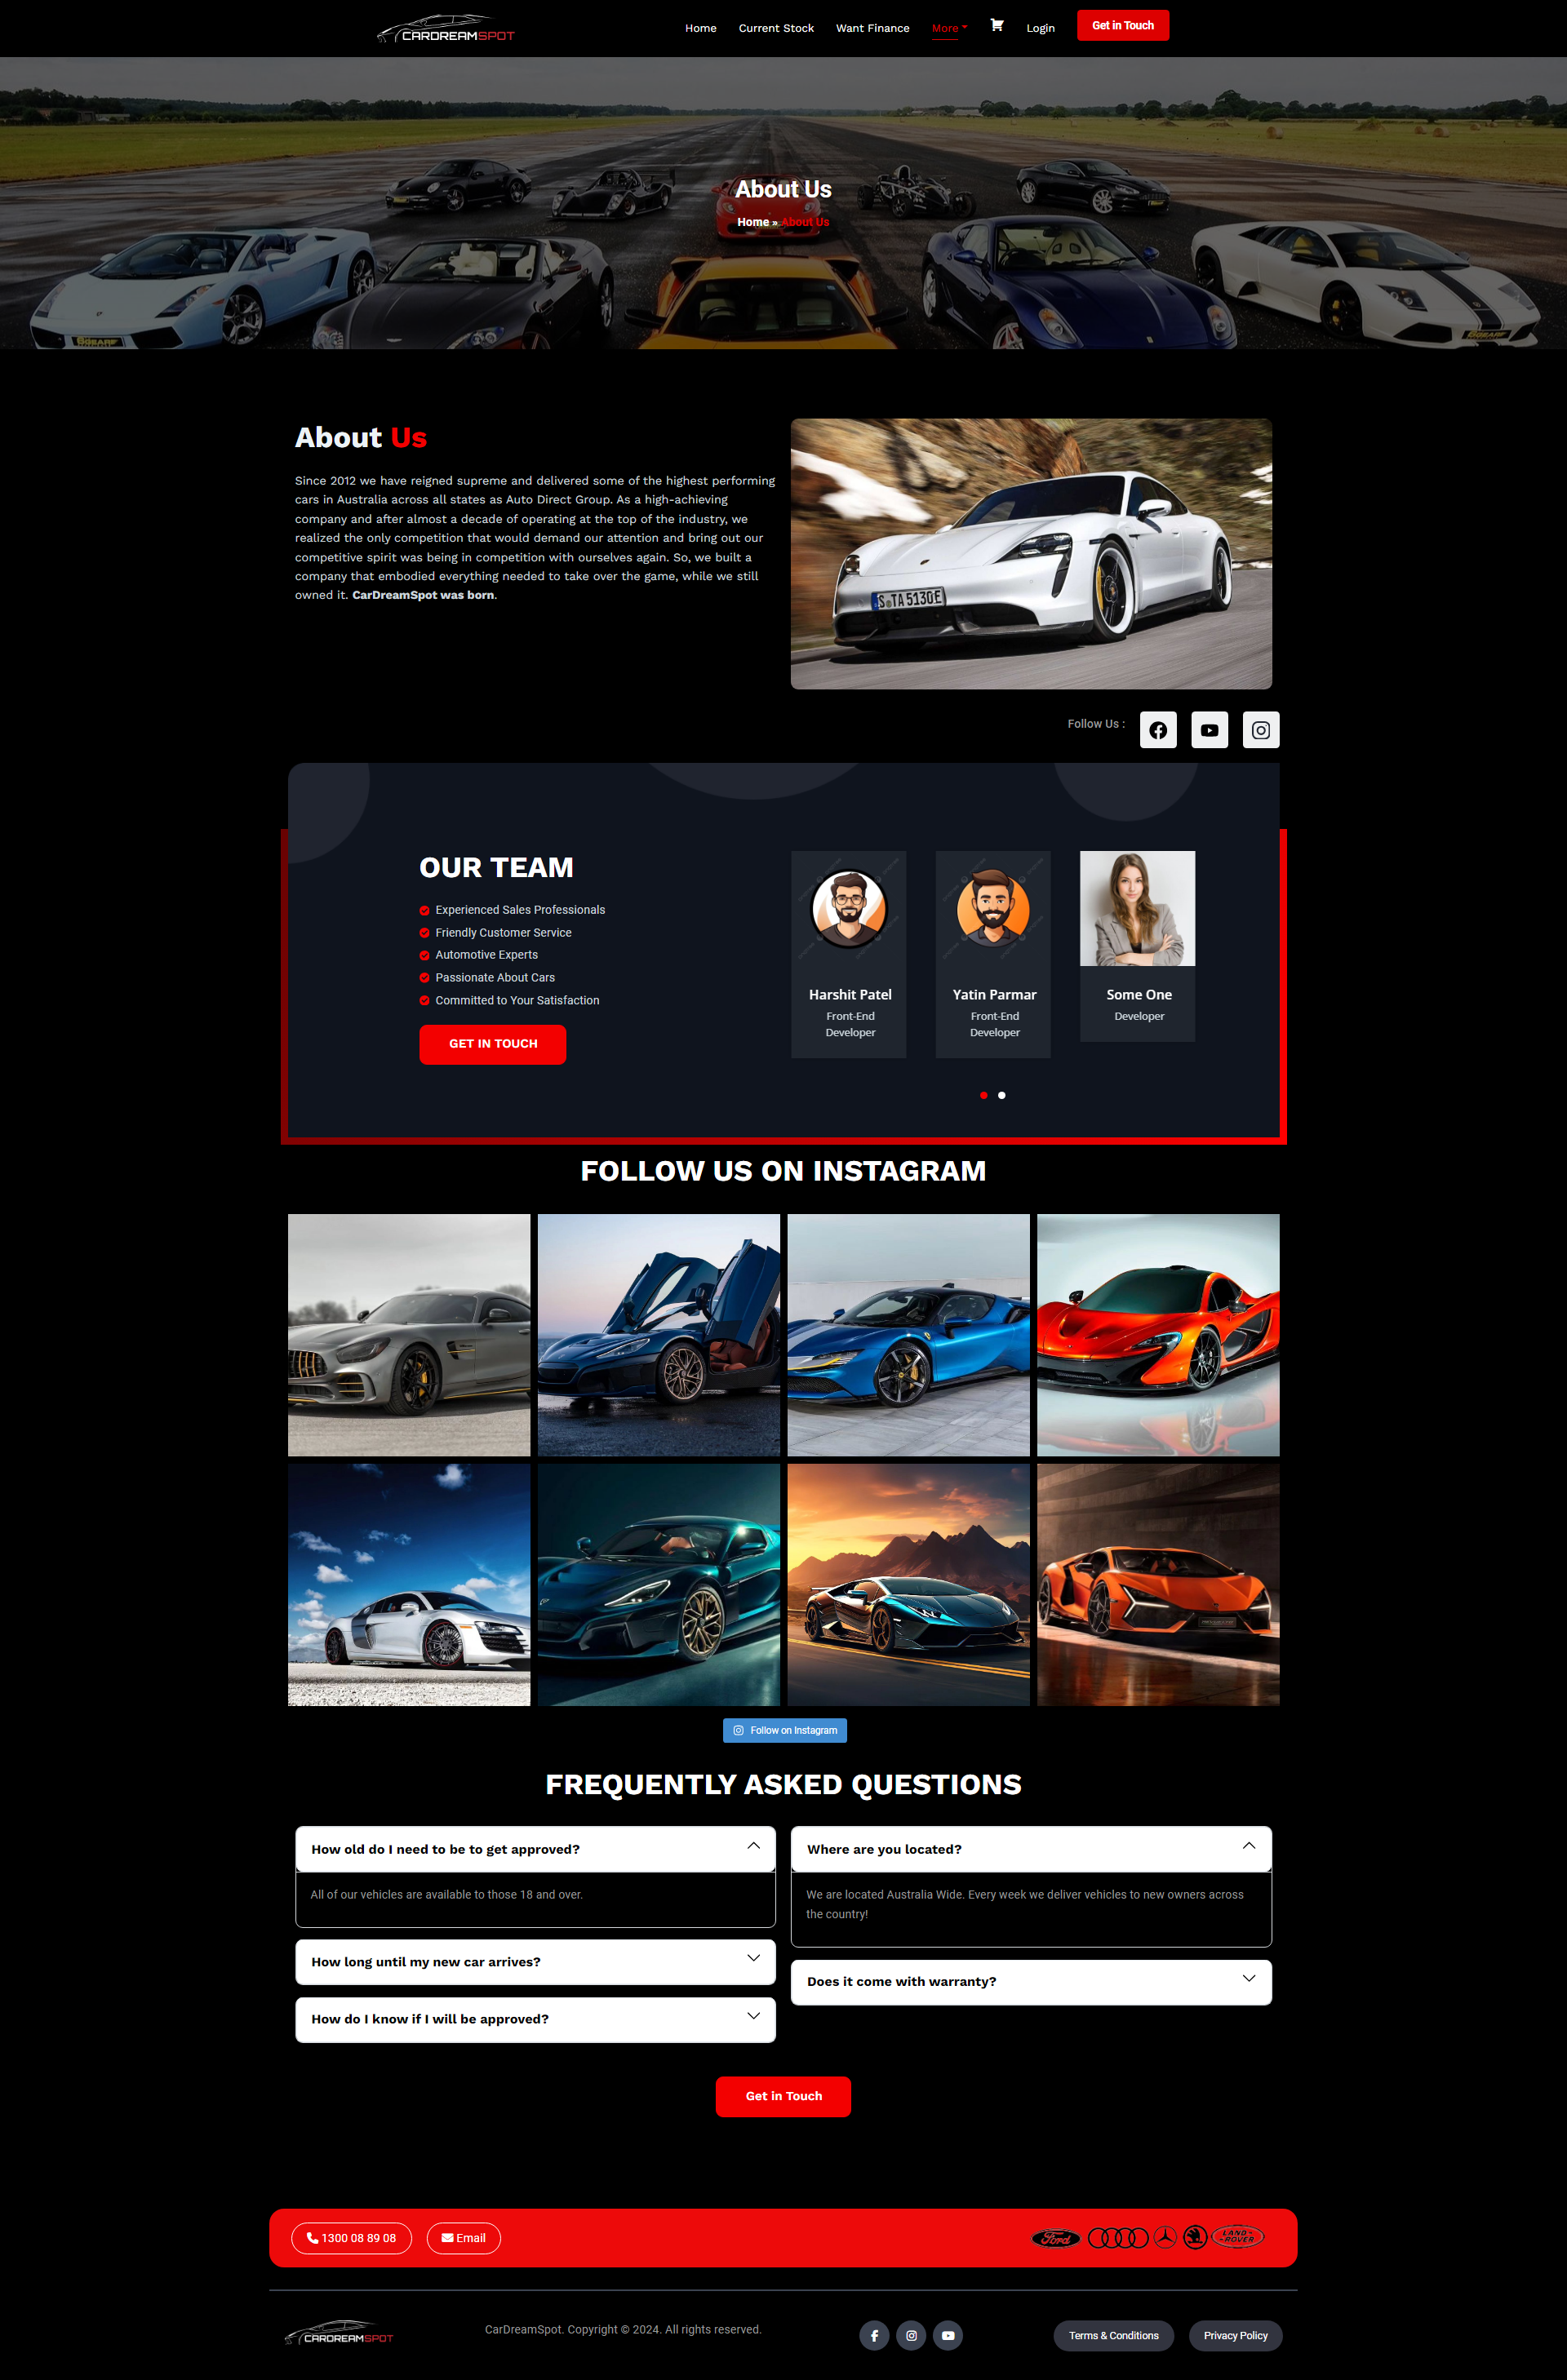 CARDREAMSPOT
Home
Current Stock
Want Finance
More
Login
Get in Touch
About Us
Home » About Us
About Us
Since 2012 we have reigned supreme and delivered some of the highest performing
cars in Australia across all states as Auto Direct Group. As a high-achieving
company and after almost a decade of operating at the top of the industry, we
realized the only competition that would demand our attention and bring out our
competitive spirit was being in competition with ourselves again. So, we built a
company that embodied everything needed to take over the game, while we still
owned it. CarDreamSpot was born.
S TA 5130E
Follow Us :
OUR TEAM
Experienced Sales Professionals
Friendly Customer Service
Automotive Experts
Passionate About Cars
Committed to Your Satisfaction
GET IN TOUCH
Harshit Patel
Front-End
Developer
Yatin Parmar
Front-End
Developer
Some One
Developer
FOLLOW US ON INSTAGRAM
Follow on Instagram
FREQUENTLY ASKED QUESTIONS
How old do I need to be to get approved?
All of our vehicles are available to those 18 and over.
How long until my new car arrives?
How do I know if I will be approved?
Where are you located?
We are located Australia Wide. Every week we deliver vehicles to new owners across
the country!
Does it come with warranty?
Get in Touch
1300 08 89 08
Email
Ford
LAND-
-ROVER
CARDREAMSPOT
CarDreamSpot. Copyright © 2024. All rights reserved.
Terms & Conditions
Privacy Policy